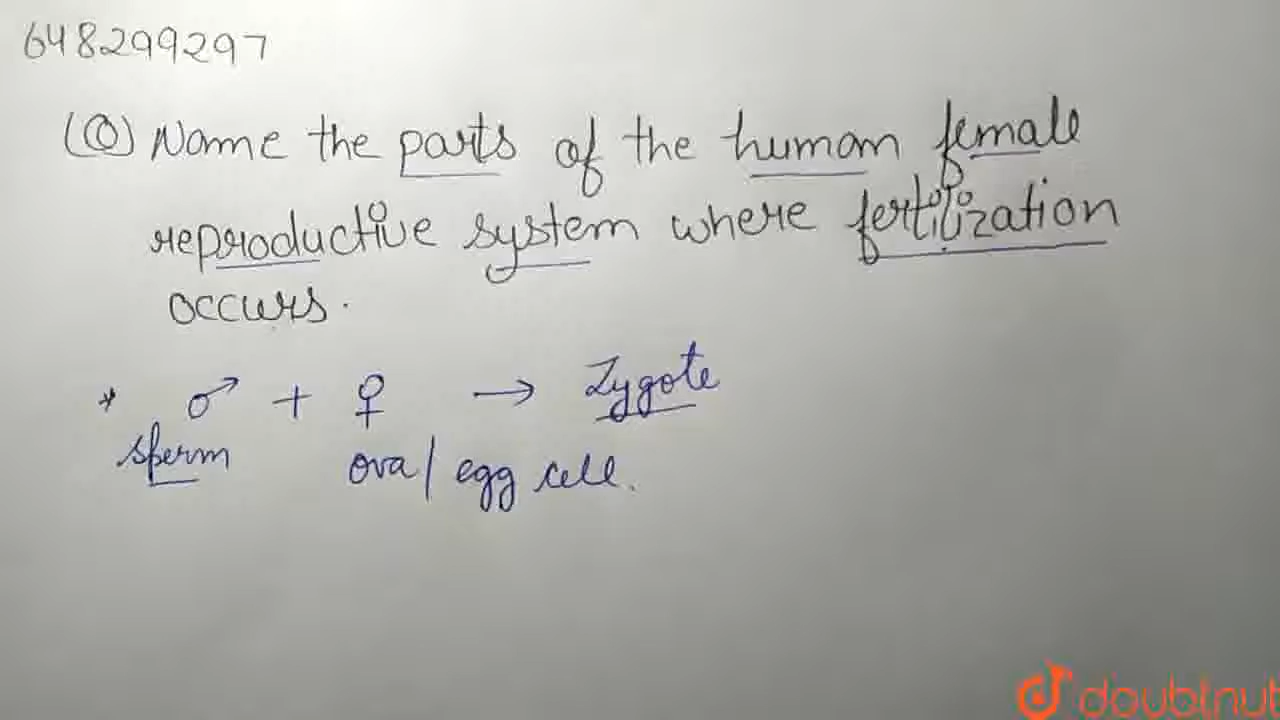 648299297
(Q) Name the parts of the human female
reproductive system where fertilization
occurs.
* ♂ + ♀ → Zygote
sperm ova/egg cell.
doubtnut